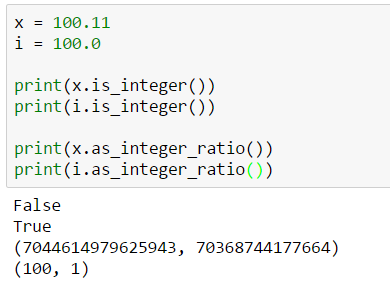 x = 100.11
i = 100.0
print(x.is_integer())
print(i.is_integer())
print(x.as_integer_ratio())
print(i.as_integer_ratio())
False
True
(7044614979625943, 70368744177664)
(100, 1)